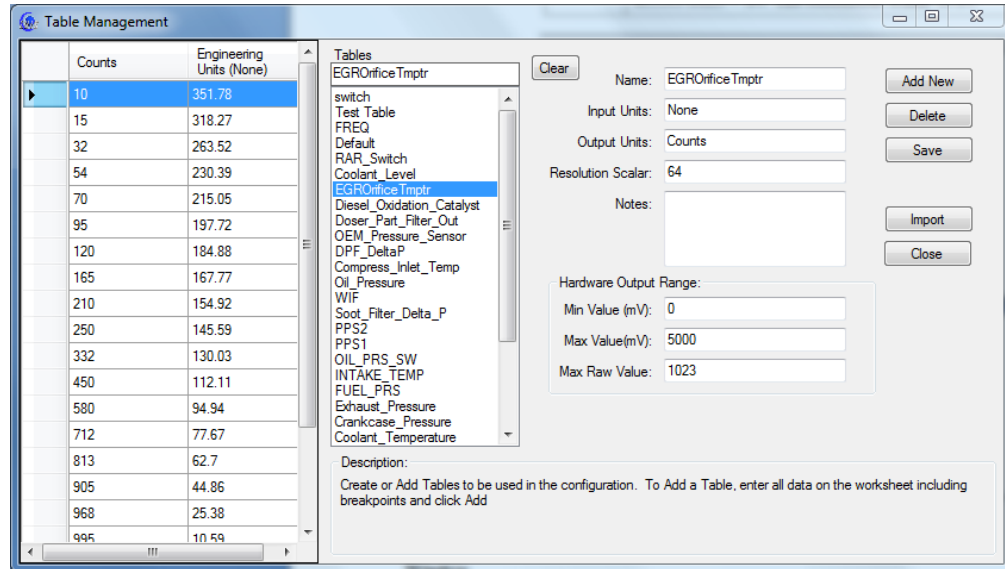 Table Management
Counts Engineering Units (None)
10 351.78
15 318.27
32 263.52
54 230.39
70 215.05
95 197.72
120 184.88
165 167.77
210 154.92
250 145.59
332 130.03
450 112.11
580 94.94
712 77.67
813 62.7
905 44.86
968 25.38
995 10.59
Tables
EGROrificeTmptr
switch
Test Table
FREQ
Default
RAR_Switch
Coolant_Level
EGROrificeTmptr
Diesel_Oxidation_Catalyst
Doser_Part_Filter_Out
OEM_Pressure_Sensor
DPF_DeltaP
Compress_Inlet_Temp
Oil_Pressure
WIF
Soot_Filter_Delta_P
PPS2
PPS1
OIL_PRS_SW
INTAKE_TEMP
FUEL_PRS
Exhaust_Pressure
Crankcase_Pressure
Coolant_Temperature
Clear
Name: EGROrificeTmptr
Input Units: None
Output Units: Counts
Resolution Scalar: 64
Notes:
Hardware Output Range:
Min Value (mV): 0
Max Value(mV): 5000
Max Raw Value: 1023
Add New
Delete
Save
Import
Close
Description:
Create or Add Tables to be used in the configuration. To Add a Table, enter all data on the worksheet including
breakpoints and click Add